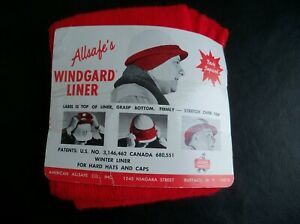 Allsafe's
WINDGARD
LINER
LABEL IS TOP OF LINER, GRASP BOTTOM. FIRMLY — STRETCH OVER TOP
PATENTS: U.S. NO. 3,146,462 CANADA 680,551
WINTER LINER
FOR HARD HATS AND CAPS
AMERICAN ALLSAFE CO., INC. 1245 NIAGARA STREET BUFFALO, N. Y.